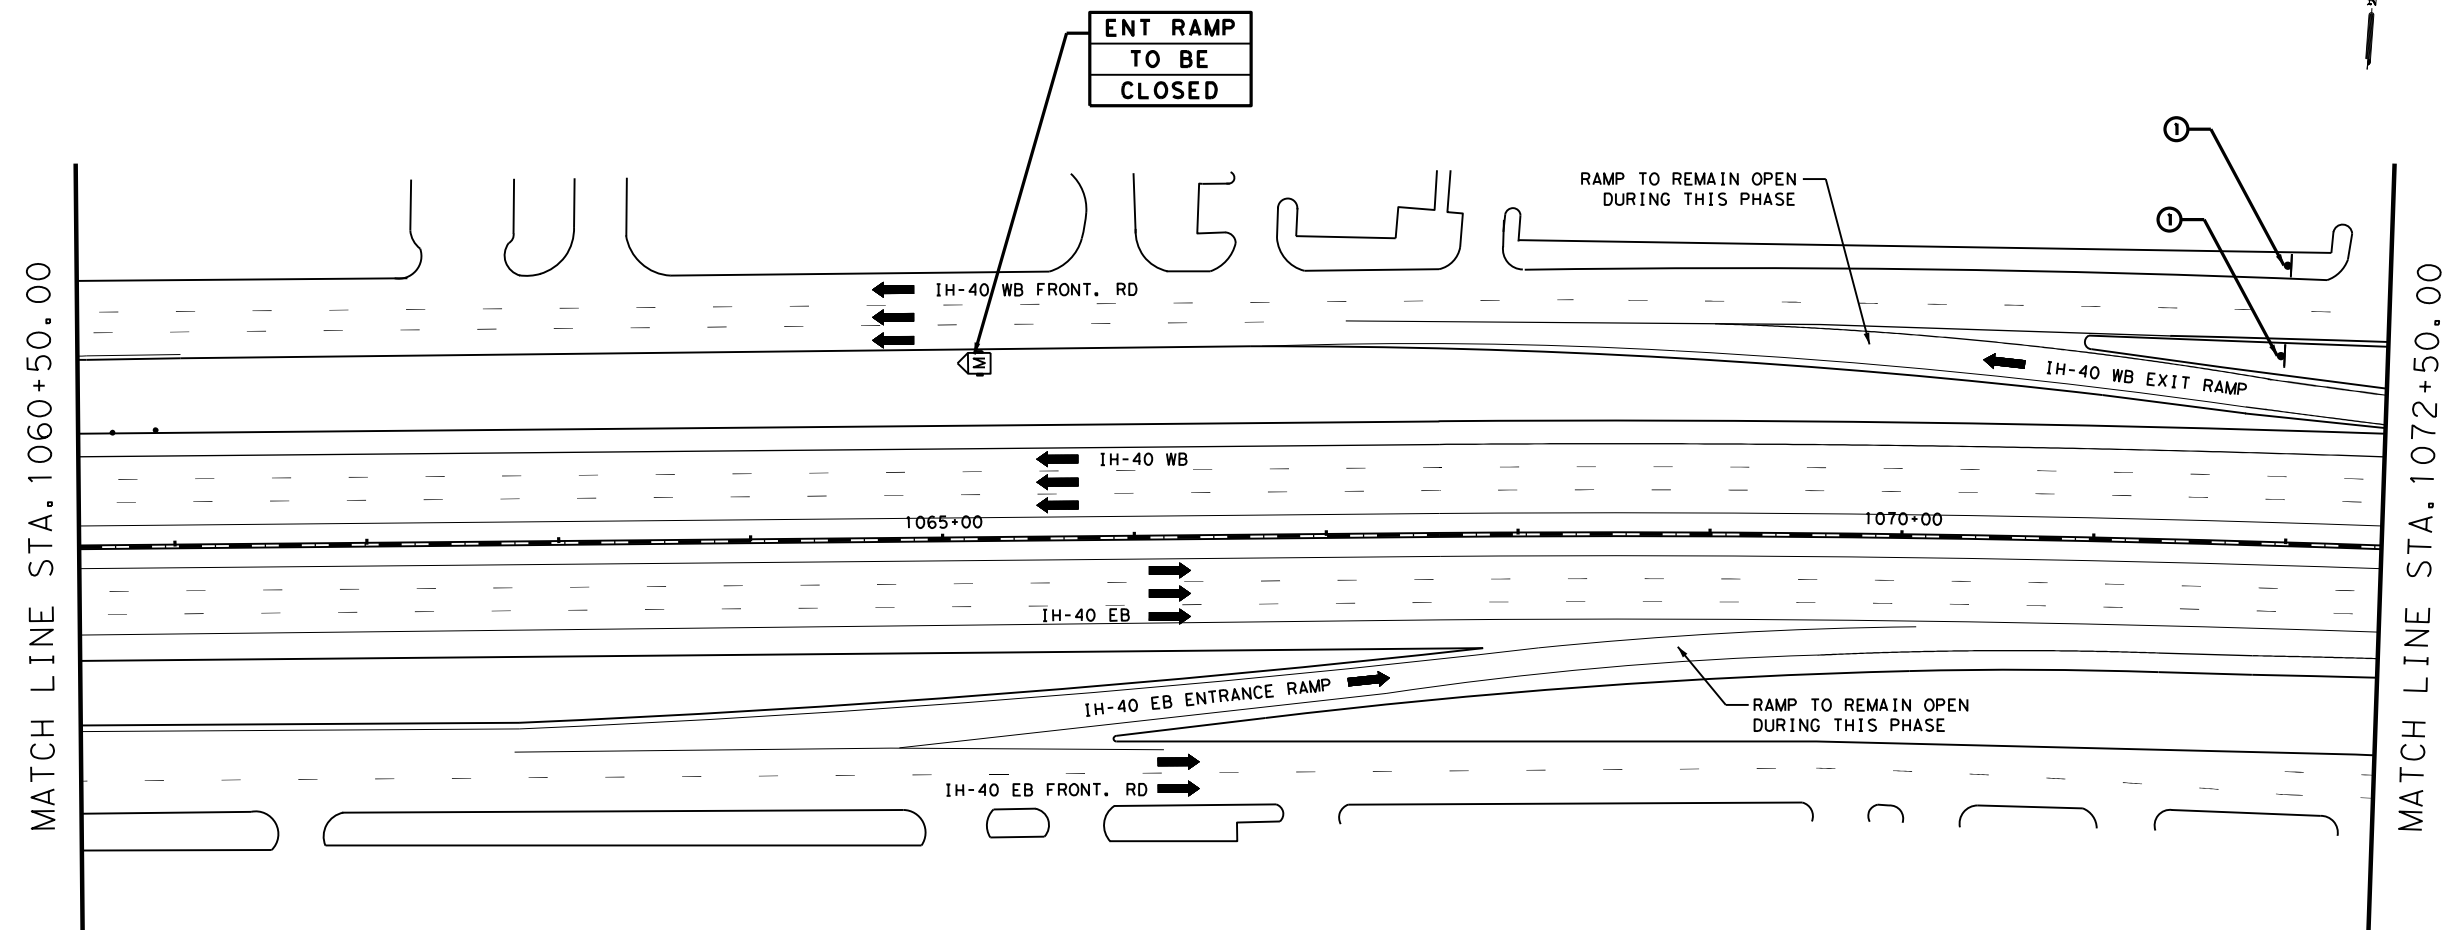 N
ENT RAMP
TO BE
CLOSED
1
RAMP TO REMAIN OPEN
DURING THIS PHASE
1
IH-40 WB FRONT. RD
M
IH-40 WB EXIT RAMP
IH-40 WB
1065+00
1070+00
IH-40 EB
IH-40 EB ENTRANCE RAMP
RAMP TO REMAIN OPEN
DURING THIS PHASE
IH-40 EB FRONT. RD
MATCH LINE STA. 1060+50.00
MATCH LINE STA. 1072+50.00